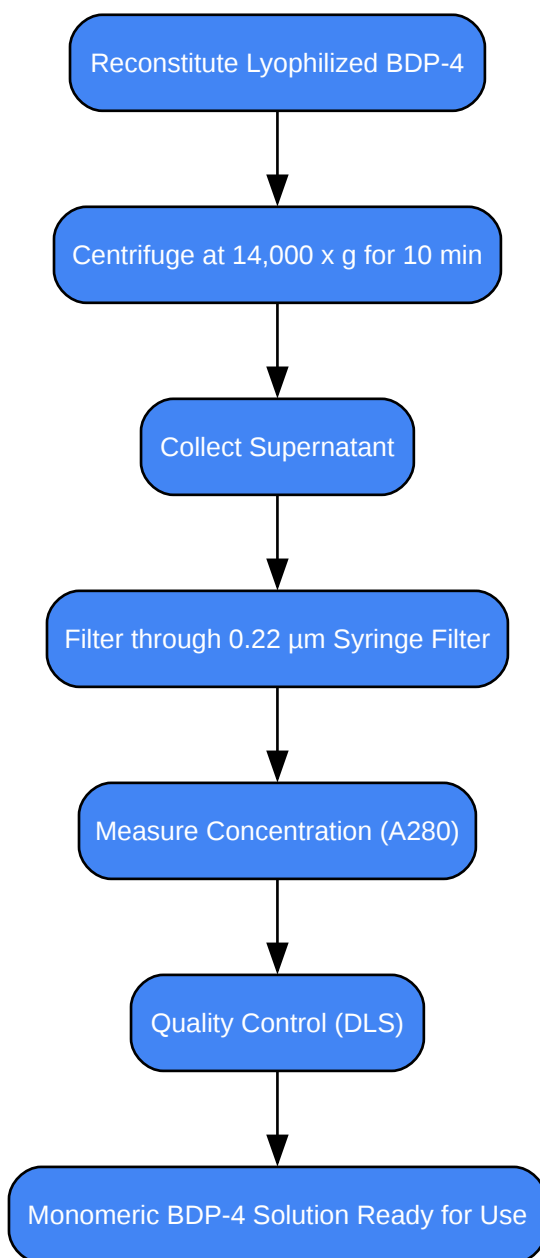 Reconstitute Lyophilized BDP-4
Centrifuge at 14,000 x g for 10 min
Collect Supernatant
Filter through 0.22 µm Syringe Filter
Measure Concentration (A280)
Quality Control (DLS)
Monomeric BDP-4 Solution Ready for Use